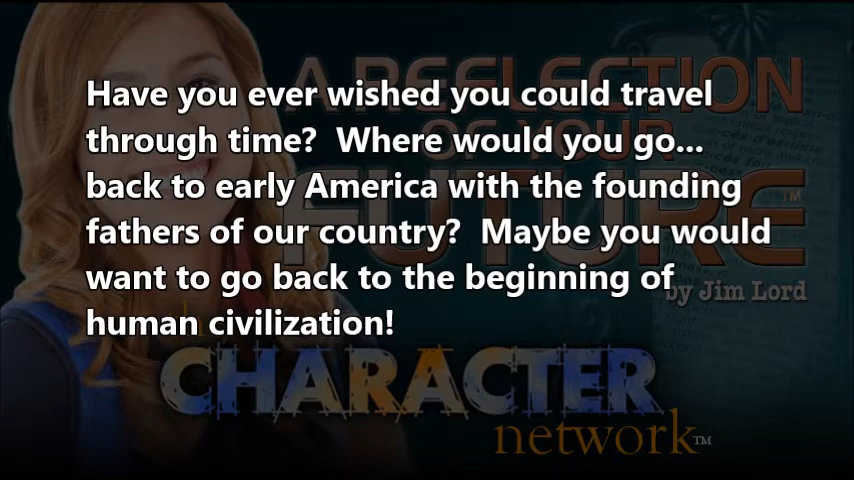 Have you ever wished you could travel
through time?  Where would you go...
back to early America with the founding
fathers of our country?  Maybe you would
want to go back to the beginning of
human civilization!
A REFLECTION
OF YOUR
FUTURE™
by Jim Lord
CHARACTER
network™